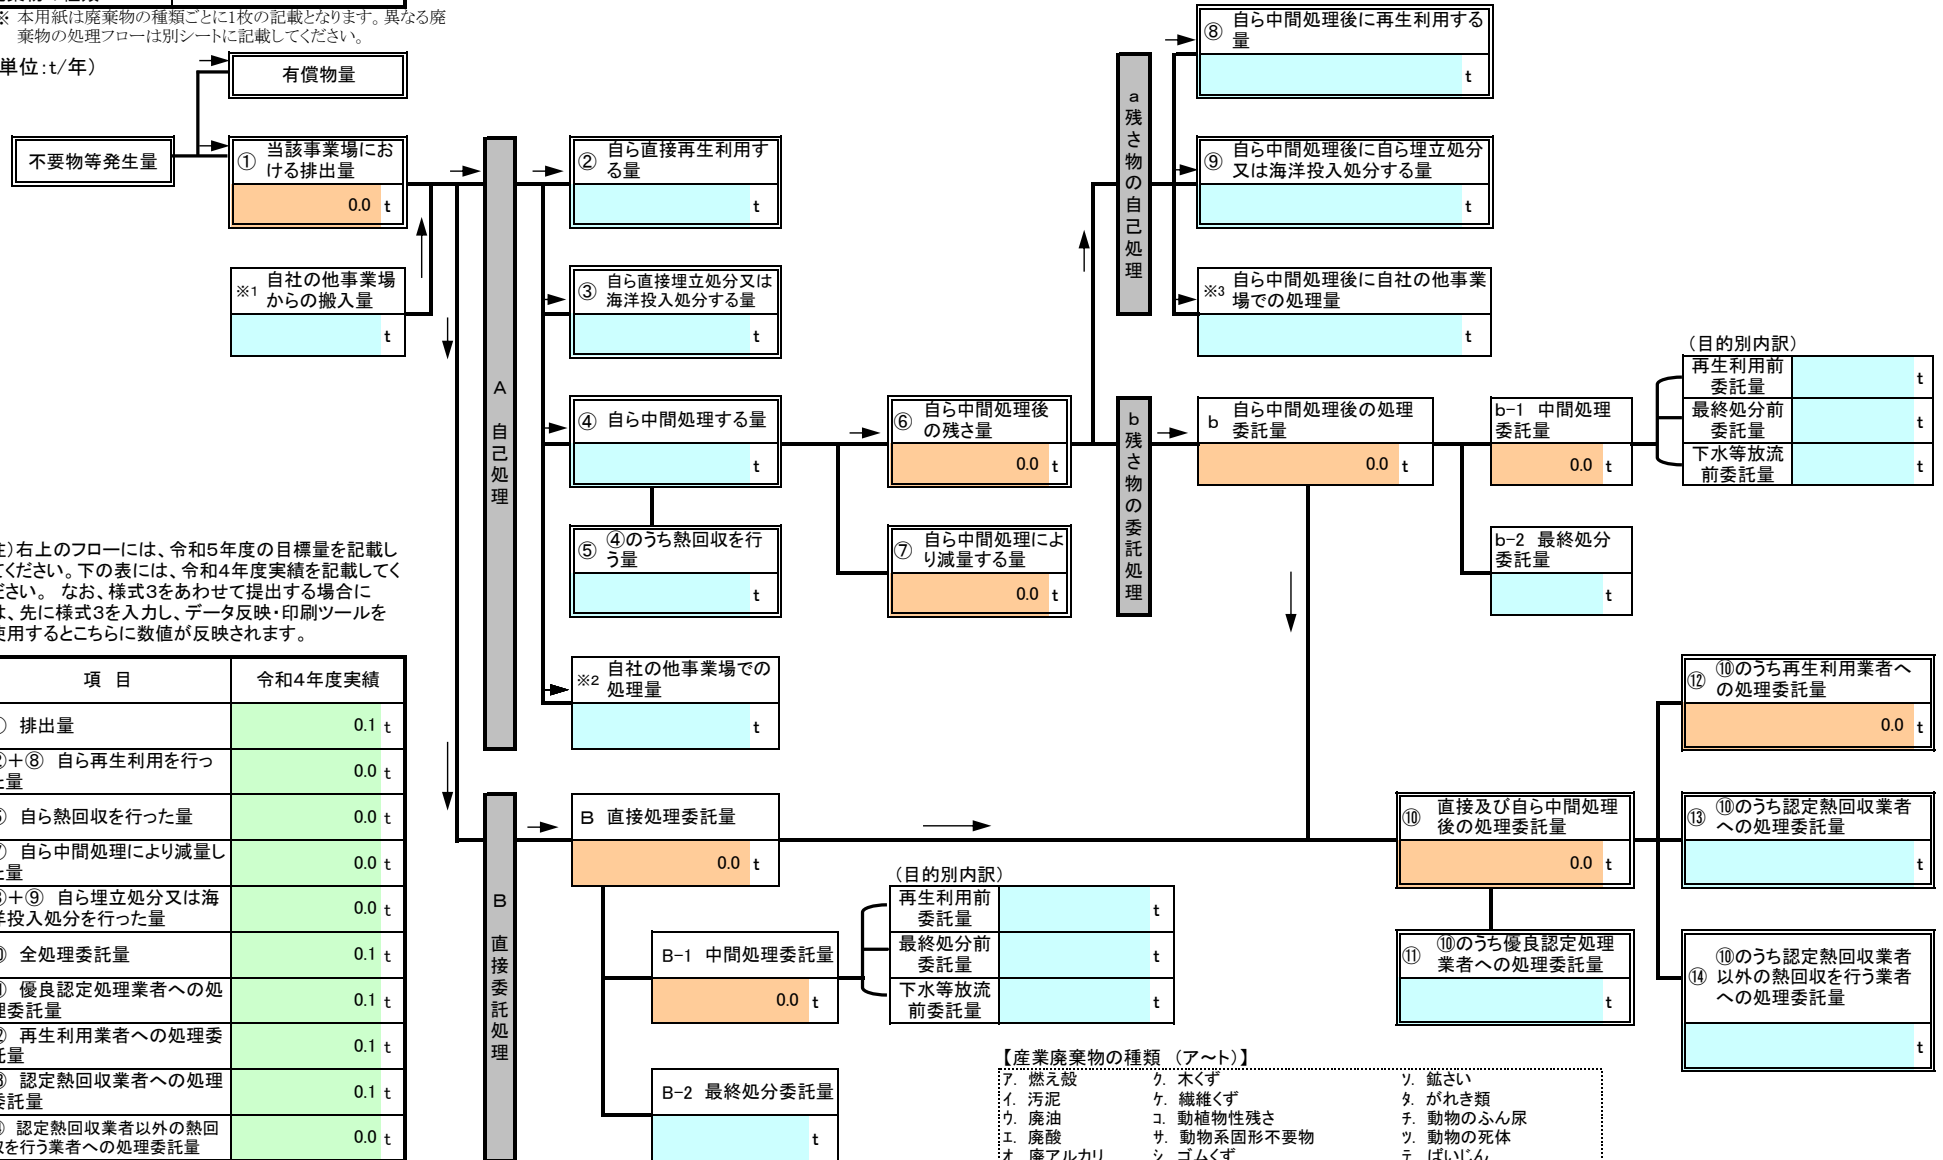 ※ 本用紙は廃棄物の種類ごとに1枚の記載となります。異なる廃
棄物の処理フローは別シートに記載してください。
単位:t/年)
有償物量
不要物等発生量
① 当該事業場にお
ける排出量
0.0 t
※1 自社の他事業場
からの搬入量
t
A 自己処理
② 自ら直接再生利用す
る量
t
③ 自ら直接埋立処分又は
海洋投入処分する量
t
④ 自ら中間処理する量
t
⑤ ④のうち熱回収を行
う量
t
※2 自社の他事業場での
処理量
t
⑥ 自ら中間処理後
の残さ量
0.0 t
⑦ 自ら中間処理によ
り減量する量
0.0 t
a 残さ物の自己処理
⑧ 自ら中間処理後に再生利用する
量
t
⑨ 自ら中間処理後に自ら埋立処分
又は海洋投入処分する量
t
※3 自ら中間処理後に自社の他事業
場での処理量
t
b 残さ物の委託処理
b 自ら中間処理後の処理
委託量
0.0 t
b-1 中間処理
委託量
0.0 t
(目的別内訳)
再生利用前
委託量
t
最終処分前
委託量
t
下水等放流
前委託量
t
b-2 最終処分
委託量
t
)右上のフローには、令和5年度の目標量を記載し
ください。下の表には、令和4年度実績を記載してく
さい。 なお、様式3をあわせて提出する場合に
、先に様式3を入力し、データ反映・印刷ツールを
用するとこちらに数値が反映されます。
項 目 令和4年度実績
排出量 0.1 t
+⑧ 自ら再生利用を行っ
量 0.0 t
自ら熱回収を行った量 0.0 t
自ら中間処理により減量し
量 0.0 t
+⑨ 自ら埋立処分又は海
投入処分を行った量 0.0 t
全処理委託量 0.1 t
優良認定処理業者への処
委託量 0.1 t
再生利用業者への処理委
量 0.1 t
認定熱回収業者への処理
託量 0.1 t
認定熱回収業者以外の熱回
を行う業者への処理委託量 0.0 t
B 直接委託処理
B 直接処理委託量
0.0 t
B-1 中間処理委託量
0.0 t
(目的別内訳)
再生利用前
委託量
t
最終処分前
委託量
t
下水等放流
前委託量
t
B-2 最終処分委託量
t
⑩ 直接及び自ら中間処理
後の処理委託量
0.0 t
⑪ ⑩のうち優良認定処理
業者への処理委託量
t
⑫ ⑩のうち再生利用業者へ
の処理委託量
0.0 t
⑬ ⑩のうち認定熱回収業者
への処理委託量
t
⑭ ⑩のうち認定熱回収業者
以外の熱回収を行う業者
への処理委託量
t
【産業廃棄物の種類 (ア~ト)】
ア. 燃え殻 ク. 木くず ソ. 鉱さい
イ. 汚泥 ケ. 繊維くず タ. がれき類
ウ. 廃油 コ. 動植物性残さ チ. 動物のふん尿
エ. 廃酸 サ. 動物系固形不要物 ツ. 動物の死体
オ. 廃アルカリ シ. ゴムくず テ. ばいじん